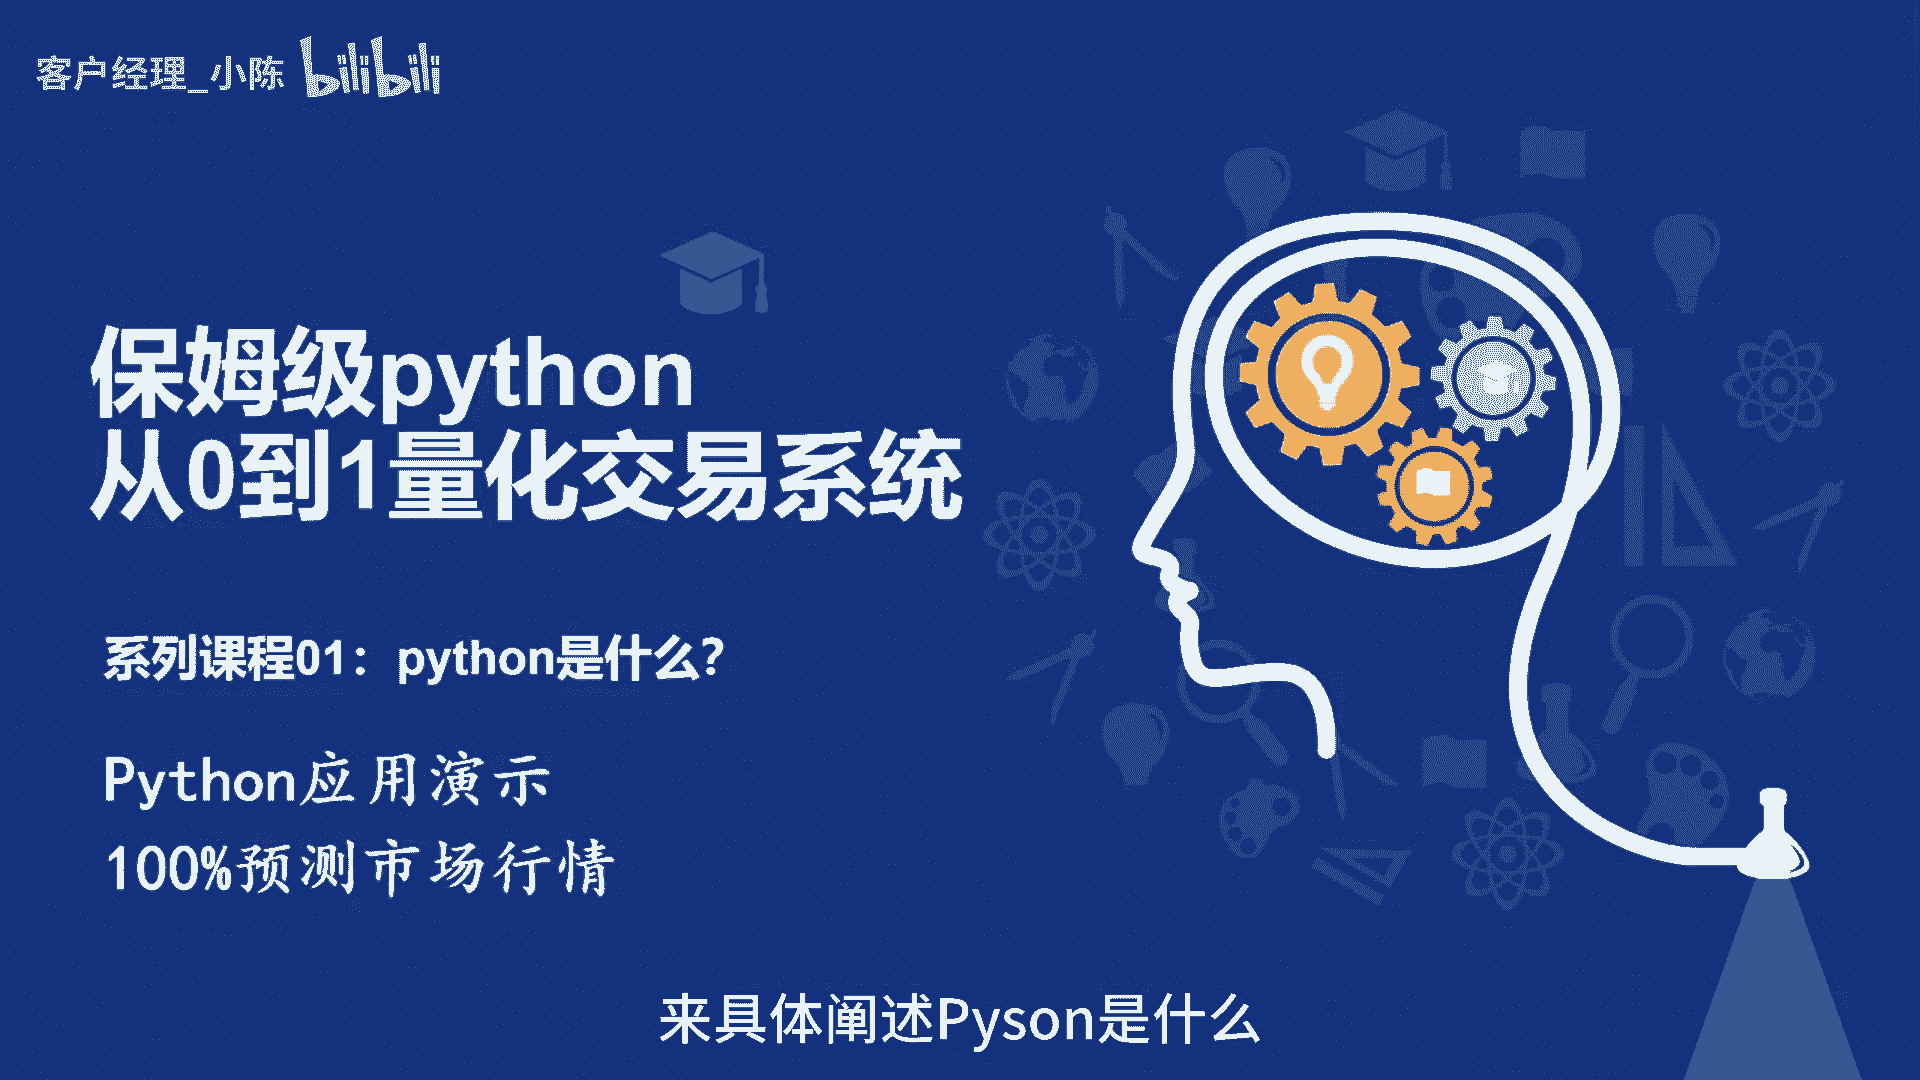 客户经理_小陈 bilibili
保姆级python
从0到1量化交易系统
系列课程01：python是什么?
Python应用演示
100%预测市场行情
来具体阐述Pyson是什么